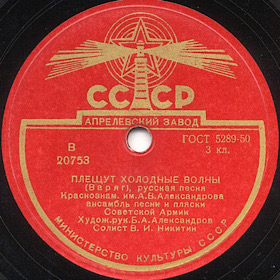 СССР
АПРЕЛЕВСКИЙ ЗАВОД
В
20753
ГОСТ 5289-50
3 кл.
ПЛЕЩУТ ХОЛОДНЫЕ ВОЛНЫ
(Варяг), русская песня
Краснознам. им.А.В.Александрова
ансамбль песни и пляски
Советской Армии
Худож.рук.Б.А.Александров
Солист В.И.Никитин
МИНИСТЕРСТВО КУЛЬТУРЫ СССР